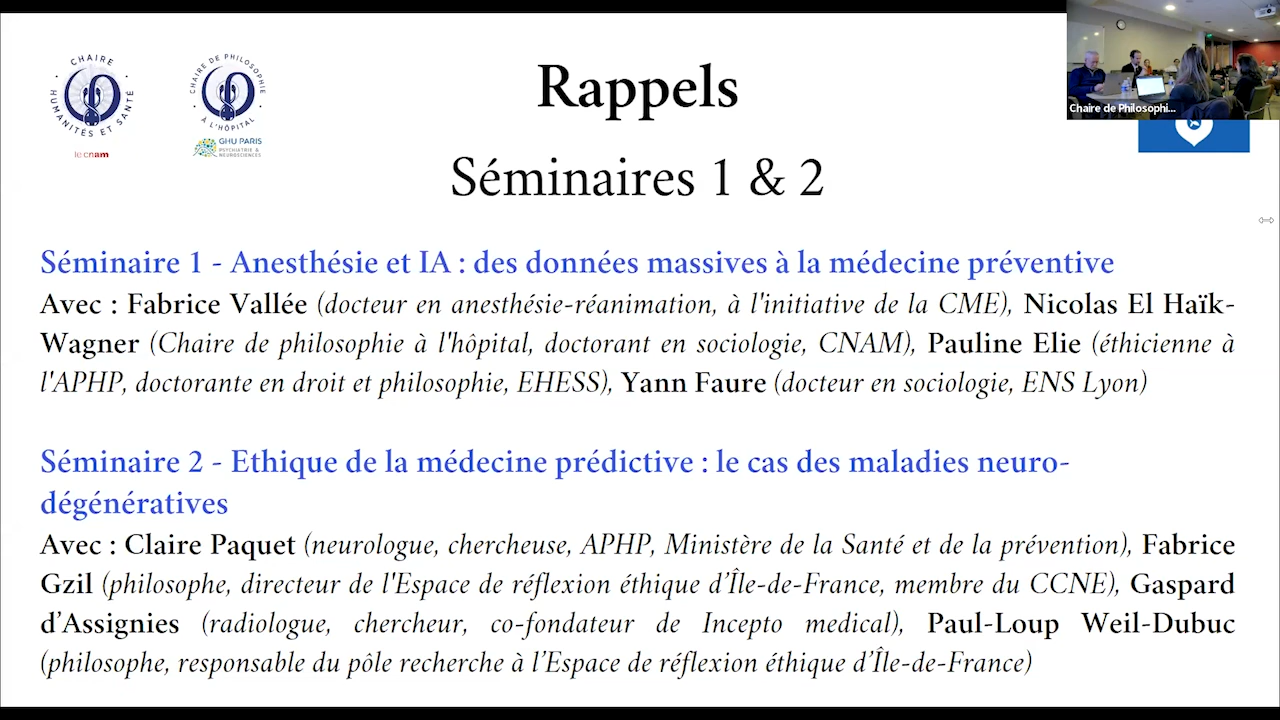 CHAIRE
HUMANITÉS ET SANTÉ
le cnam
CHAIRE DE PHILOSOPHIE
À L'HÔPITAL
GHU PARIS
PSYCHIATRIE &
NEUROSCIENCES
Chaire de Philosophi...
Rappels
Séminaires 1 & 2
Séminaire 1 - Anesthésie et IA : des données massives à la médecine préventive
Avec : Fabrice Vallée (docteur en anesthésie-réanimation, à l'initiative de la CME), Nicolas El Haïk-
Wagner (Chaire de philosophie à l'hôpital, doctorant en sociologie, CNAM), Pauline Elie (éthicienne à
l'APHP, doctorante en droit et philosophie, EHESS), Yann Faure (docteur en sociologie, ENS Lyon)
Séminaire 2 - Ethique de la médecine prédictive : le cas des maladies neuro-
dégénératives
Avec : Claire Paquet (neurologue, chercheuse, APHP, Ministère de la Santé et de la prévention), Fabrice
Gzil (philosophe, directeur de l'Espace de réflexion éthique d’Île-de-France, membre du CCNE), Gaspard
d’Assignies (radiologue, chercheur, co-fondateur de Incepto medical), Paul-Loup Weil-Dubuc
(philosophe, responsable du pôle recherche à l’Espace de réflexion éthique d’Île-de-France)